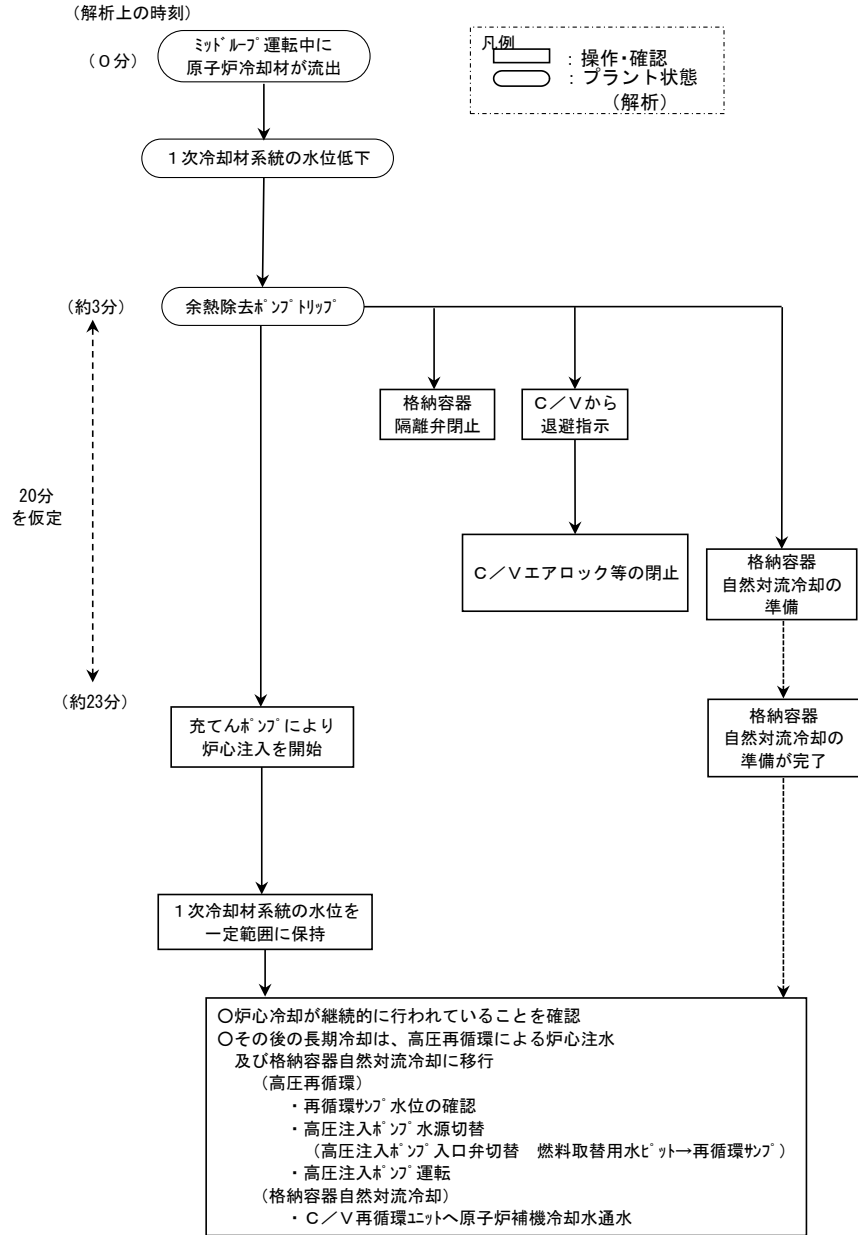 （解析上の時刻）
（０分）
ﾐｯﾄﾞﾙｰﾌﾟ運転中に
原子炉冷却材が流出
凡例
：操作・確認
：プラント状態
（解析）
１次冷却材系統の水位低下
（約3分）
余熱除去ﾎﾟﾝﾌﾟﾄﾘｯﾌﾟ
格納容器
隔離弁閉止
Ｃ／Ｖから
退避指示
20分
を仮定
Ｃ／Ｖエアロック等の閉止
格納容器
自然対流冷却の
準備
（約23分）
充てんﾎﾟﾝﾌﾟにより
炉心注入を開始
格納容器
自然対流冷却の
準備が完了
１次冷却材系統の水位を
一定範囲に保持
〇炉心冷却が継続的に行われていることを確認
〇その後の長期冷却は、高圧再循環による炉心注水
及び格納容器自然対流冷却に移行
（高圧再循環）
・再循環ｻﾝﾌﾟ水位の確認
・高圧注入ﾎﾟﾝﾌﾟ水源切替
（高圧注入ﾎﾟﾝﾌﾟ入口弁切替　燃料取替用水ﾋﾟｯﾄ→再循環ｻﾝﾌﾟ）
・高圧注入ﾎﾟﾝﾌﾟ運転
（格納容器自然対流冷却）
・Ｃ／Ｖ再循環ﾕﾆｯﾄへ原子炉補機冷却水通水